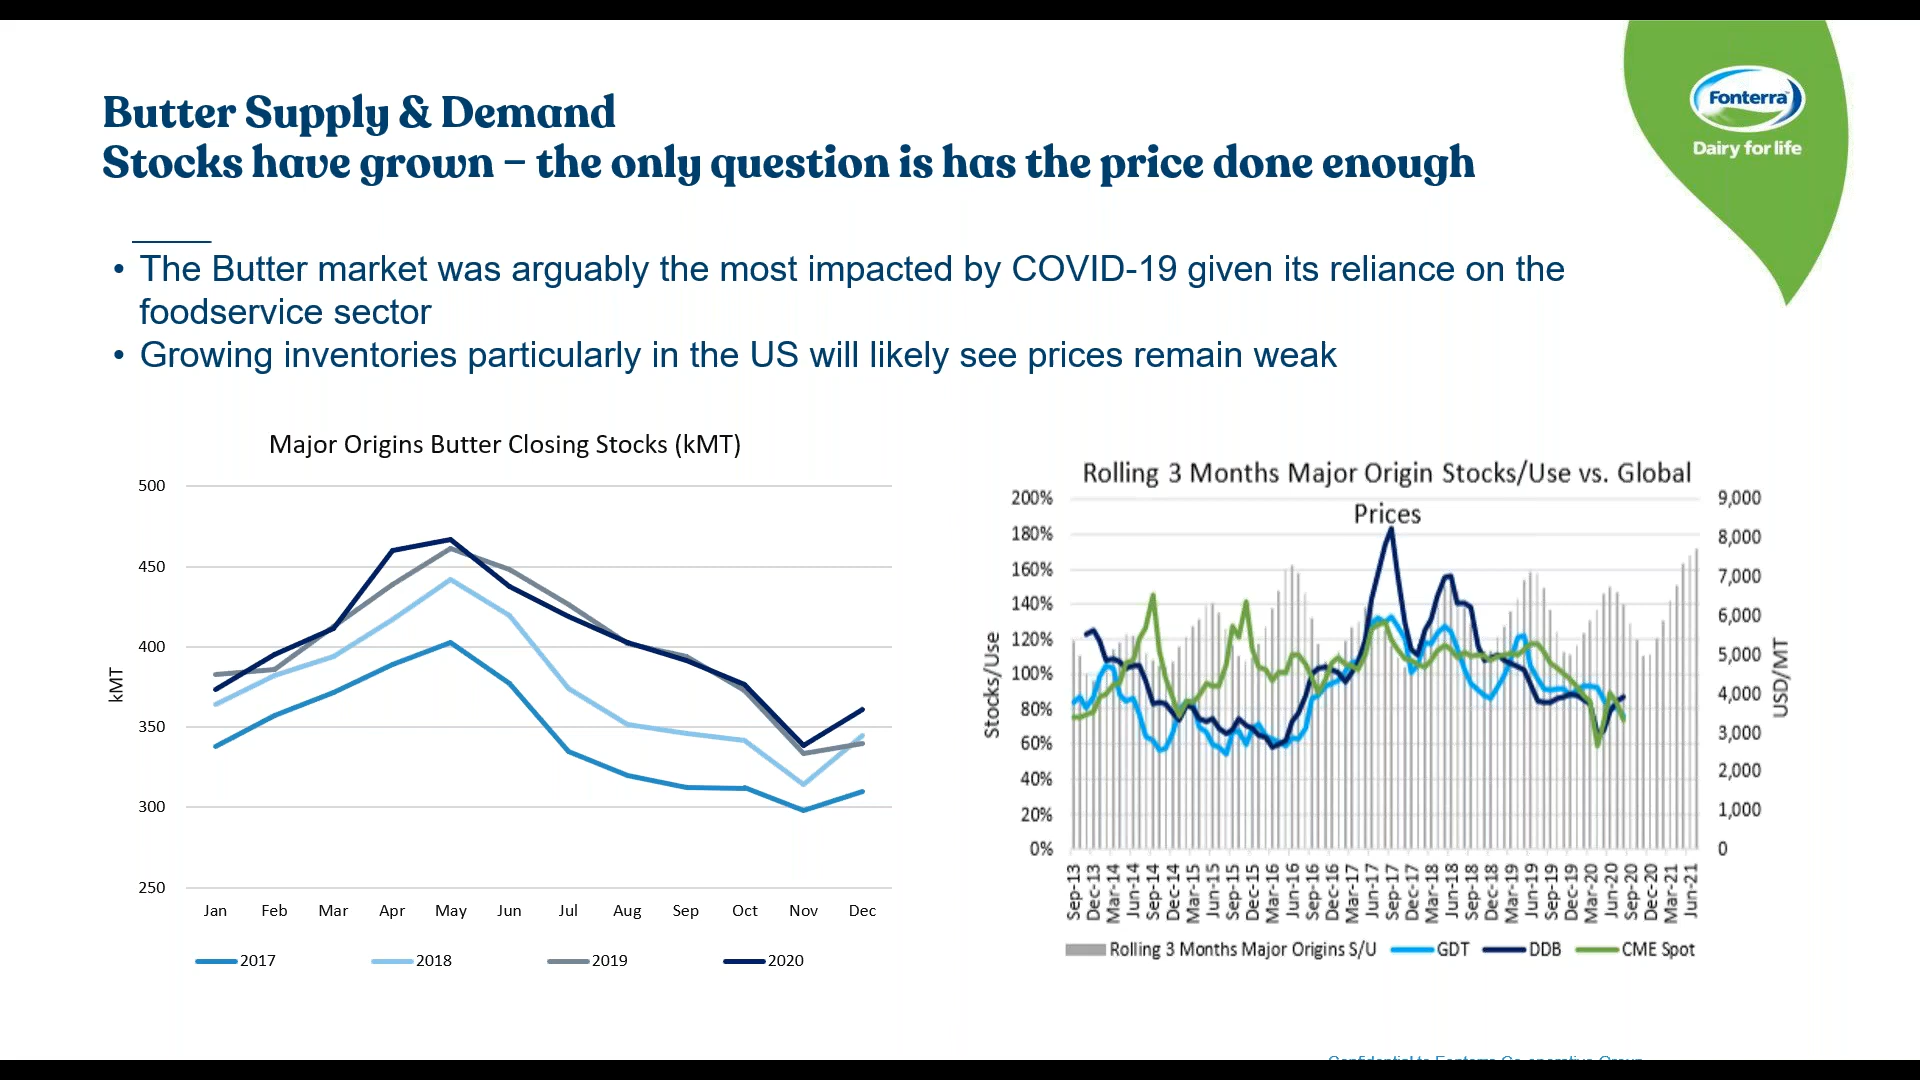 Butter Supply & Demand
Stocks have grown – the only question is has the price done enough
Fonterra
Dairy for life
• The Butter market was arguably the most impacted by COVID-19 given its reliance on the
foodservice sector
• Growing inventories particularly in the US will likely see prices remain weak
Major Origins Butter Closing Stocks (kMT)
500
450
400
350
300
250
kMT
Jan Feb Mar Apr May Jun Jul Aug Sep Oct Nov Dec
2017 2018 2019 2020
Rolling 3 Months Major Origin Stocks/Use vs. Global
Prices
200%
180%
160%
140%
120%
100%
80%
60%
40%
20%
0%
Stocks/Use
9,000
8,000
7,000
6,000
5,000
4,000
3,000
2,000
1,000
0
USD/MT
Sep-13 Dec-13 Mar-14 Jun-14 Sep-14 Dec-14 Mar-15 Jun-15 Sep-15 Dec-15 Mar-16 Jun-16 Sep-16 Dec-16 Mar-17 Jun-17 Sep-17 Dec-17 Mar-18 Jun-18 Sep-18 Dec-18 Mar-19 Jun-19 Sep-19 Dec-19 Mar-20 Jun-20 Sep-20 Dec-20 Mar-21 Jun-21
Rolling 3 Months Major Origins S/U GDT DDB CME Spot
Confidential to Fonterra Co-operative Group